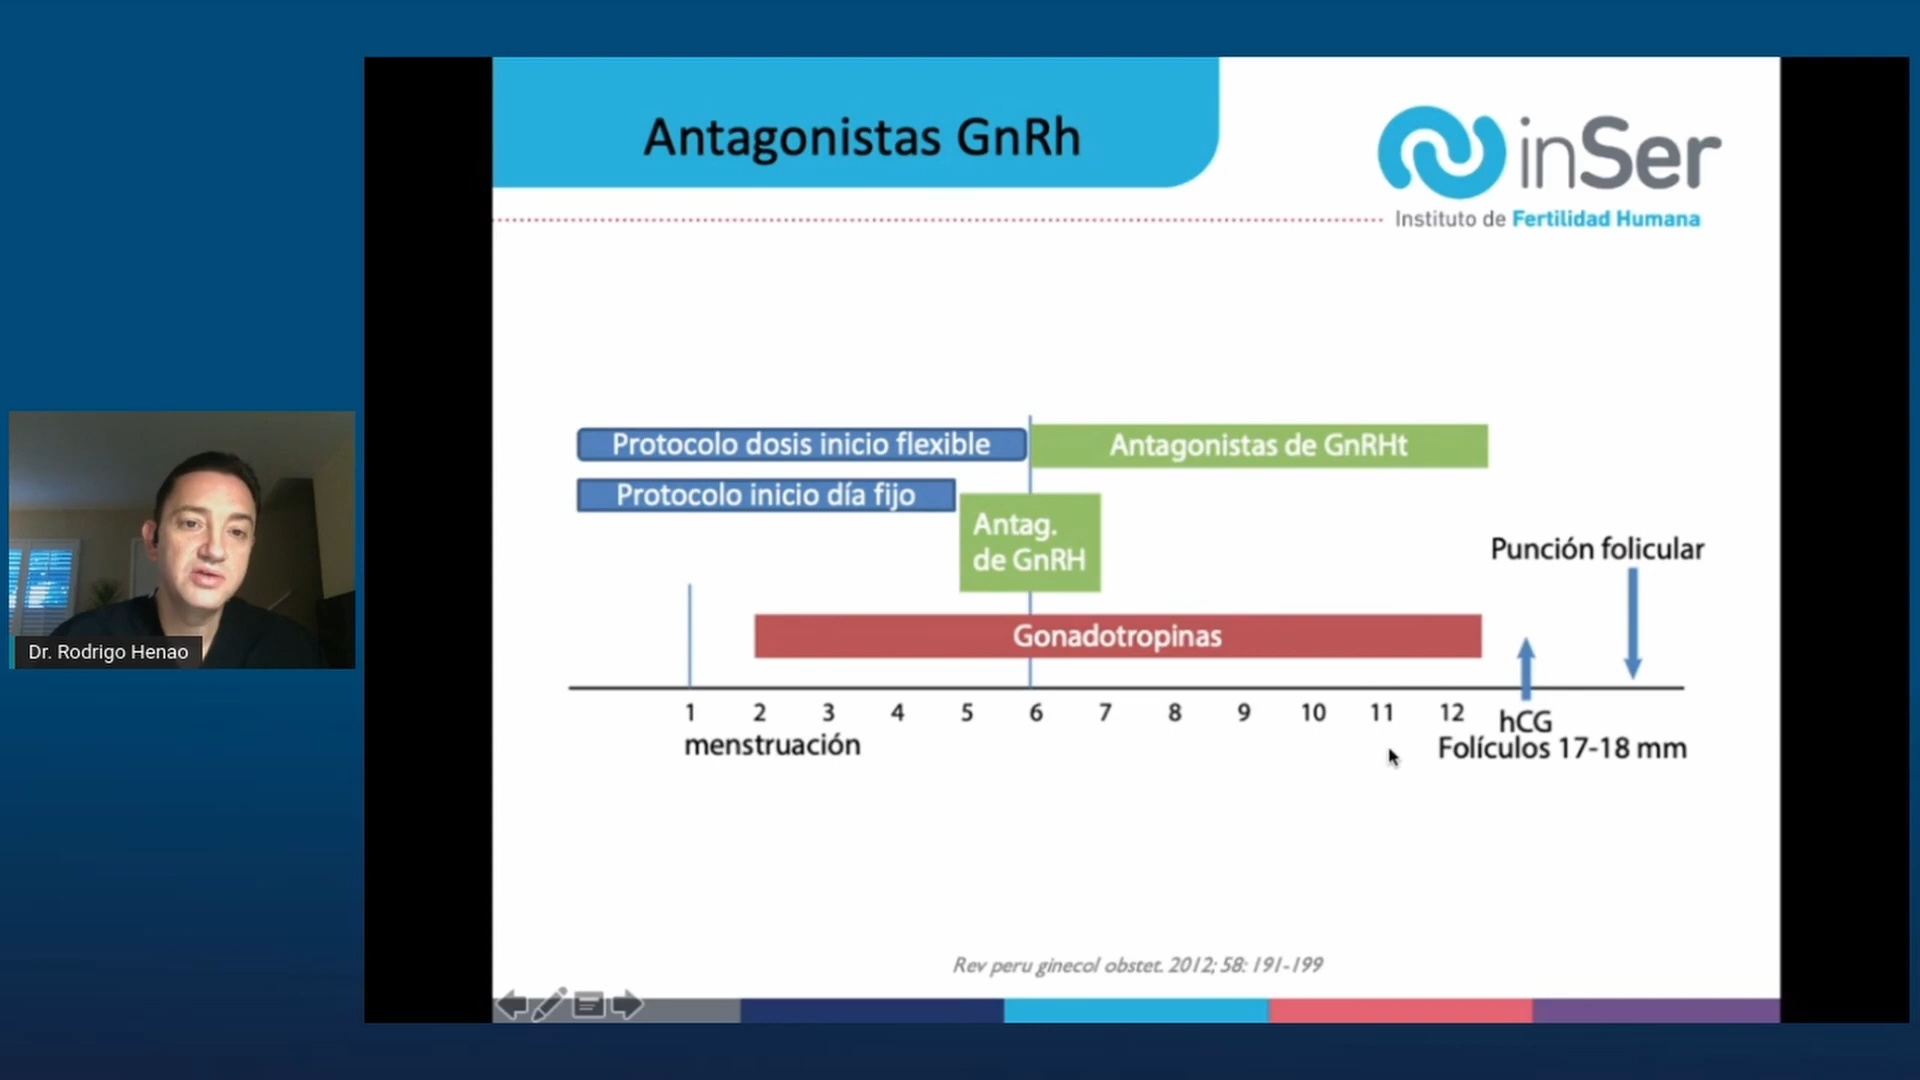 Antagonistas GnRh
inSer
Instituto de Fertilidad Humana
Protocolo dosis inicio flexible
Antagonistas de GnRHt
Protocolo inicio día fijo
Antag.
de GnRH
Punción folicular
Gonadotropinas
1 2 3 4 5 6 7 8 9 10 11 12
hCG
menstruación
Folículos 17-18 mm
Dr. Rodrigo Henao
Rev peru ginecol obstet. 2012; 58: 191-199